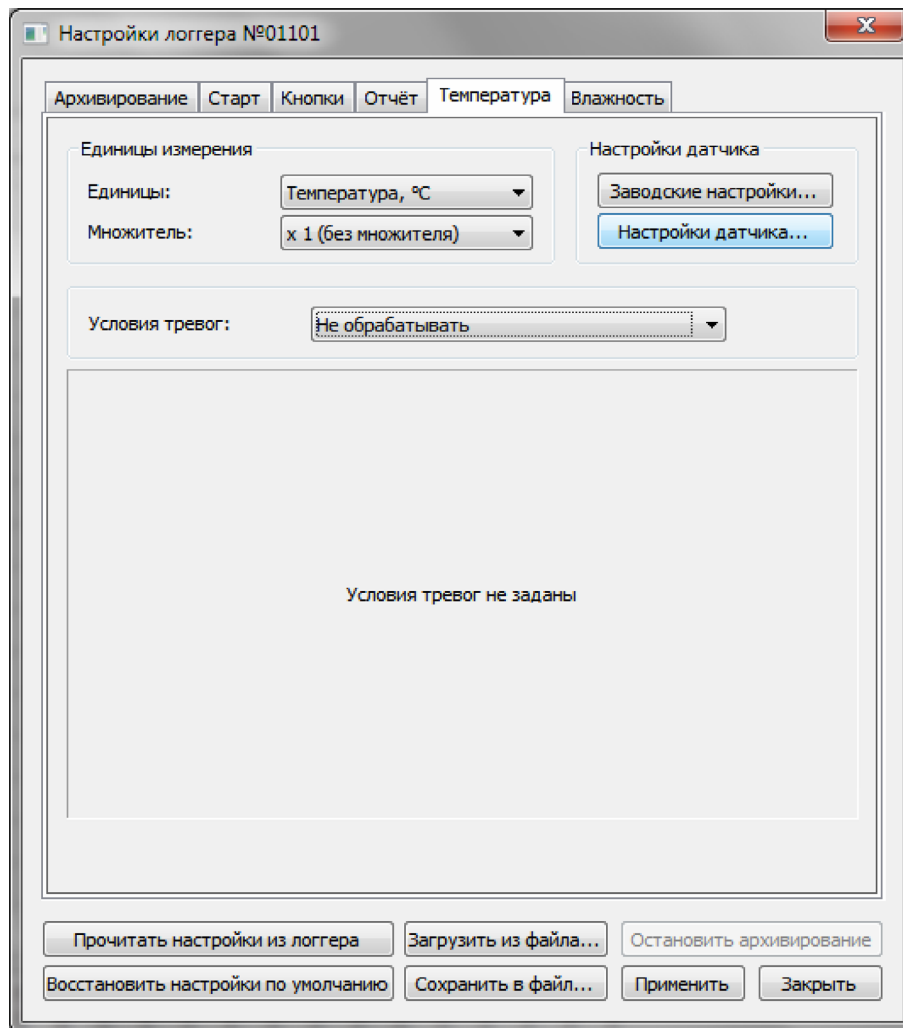 Настройки логгера №01101
Архивирование Старт Кнопки Отчёт Температура Влажность
Единицы измерения Настройки датчика
Единицы: Температура, °C Заводские настройки...
Множитель: x 1 (без множителя) Настройки датчика...
Условия тревог: Не обрабатывать
Условия тревог не заданы
Прочитать настройки из логгера Загрузить из файла... Остановить архивирование
Восстановить настройки по умолчанию Сохранить в файл... Применить Закрыть